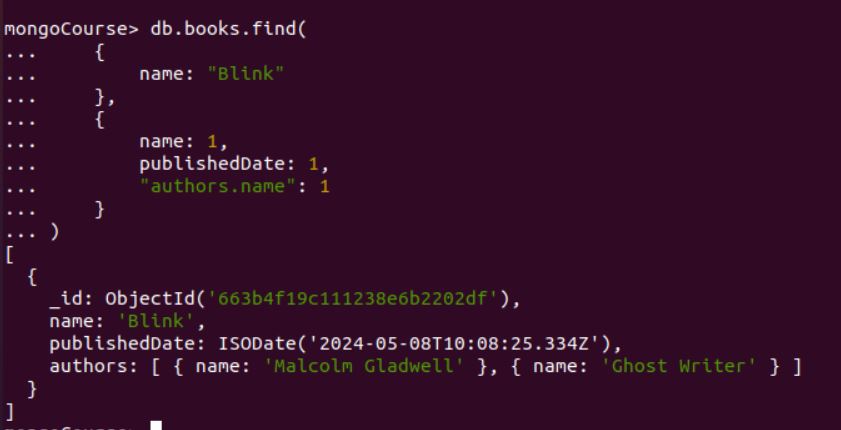 mongoCourse> db.books.find(
...     {
...         name: "Blink"
...     },
...     {
...         name: 1,
...         publishedDate: 1,
...         "authors.name": 1
...     }
... )
[
  {
    _id: ObjectId('663b4f19c111238e6b2202df'),
    name: 'Blink',
    publishedDate: ISODate('2024-05-08T10:08:25.334Z'),
    authors: [ { name: 'Malcolm Gladwell' }, { name: 'Ghost Writer' } ]
  }
]